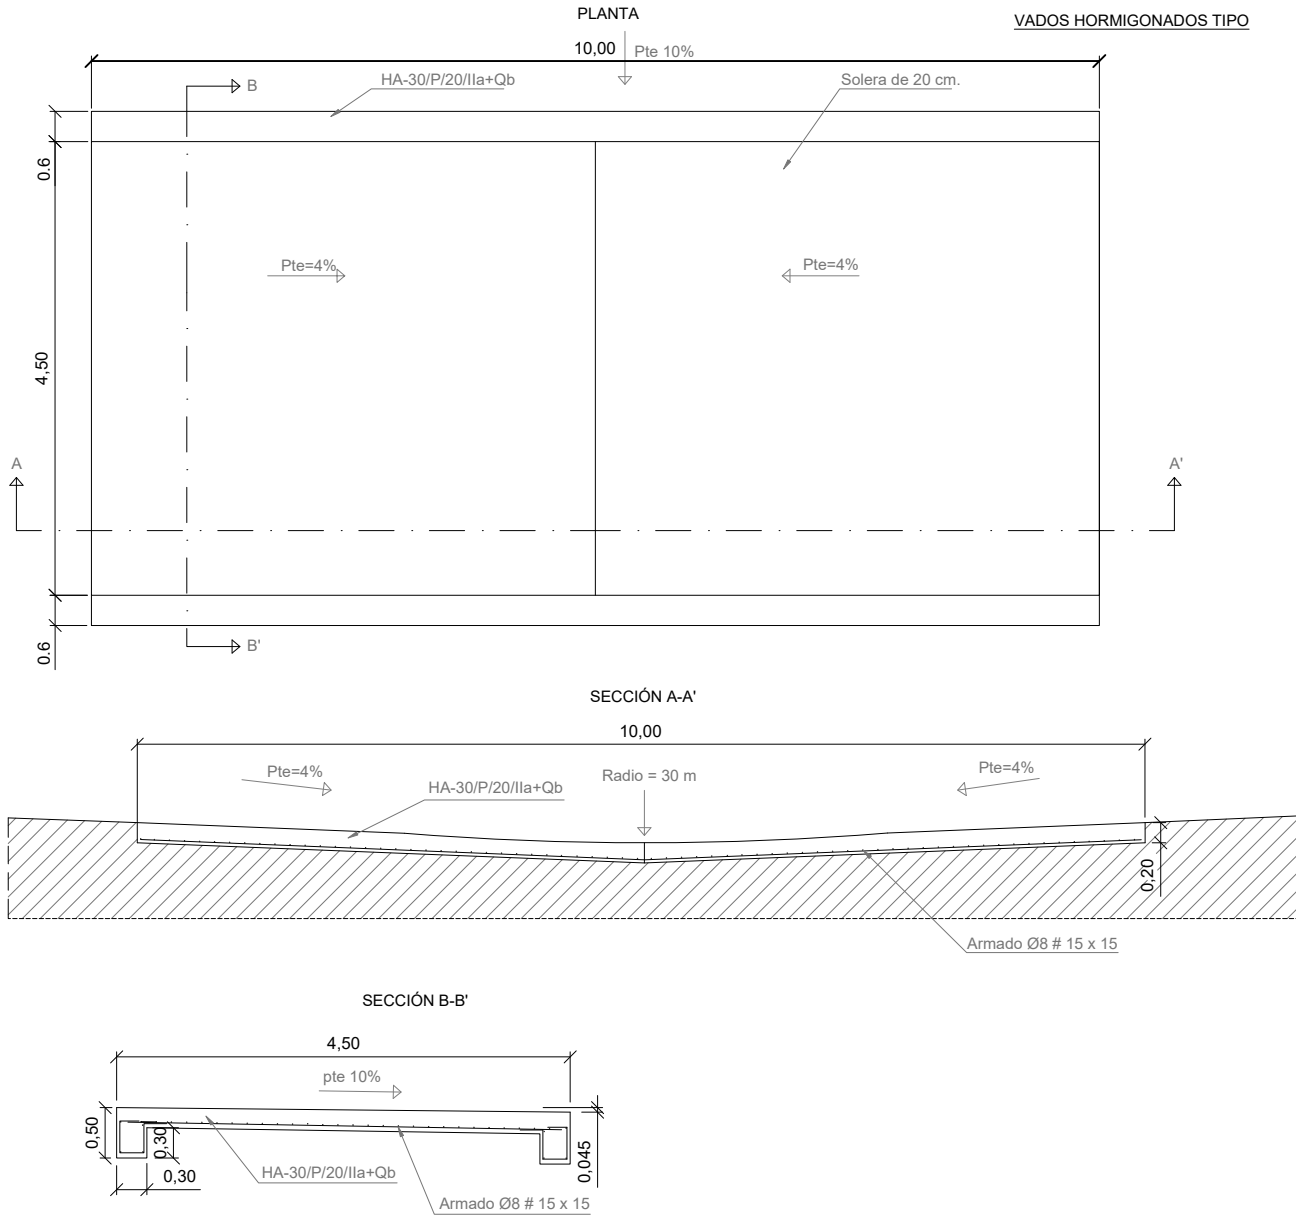 PLANTA
VADOS HORMIGONADOS TIPO
10,00
Pte 10%
B
HA-30/P/20/IIa+Qb
Solera de 20 cm.
0.6
Pte=4%
Pte=4%
4,50
A
A'
0.6
B'
SECCIÓN A-A'
10,00
Pte=4%
HA-30/P/20/IIa+Qb
Radio = 30 m
Pte=4%
0,20
Armado Ø8 # 15 x 15
SECCIÓN B-B'
4,50
pte 10%
0,50
0,30
0,30
HA-30/P/20/IIa+Qb
Armado Ø8 # 15 x 15
0,045